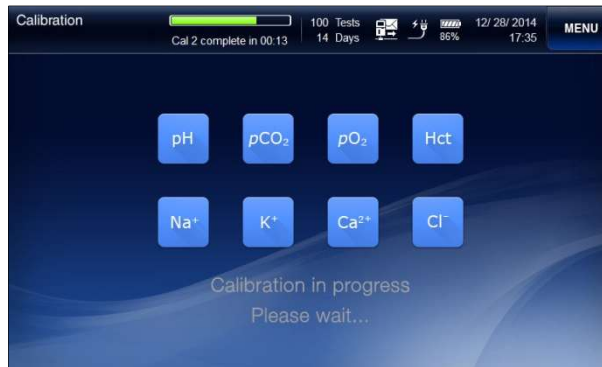 Calibration
Cal 2 complete in 00:13
100 Tests
14 Days
86%
12/ 28/ 2014
17:35
MENU
pH pCO₂ pO₂ Hct
Na⁺ K⁺ Ca²⁺ Cl⁻
Calibration in progress
Please wait...